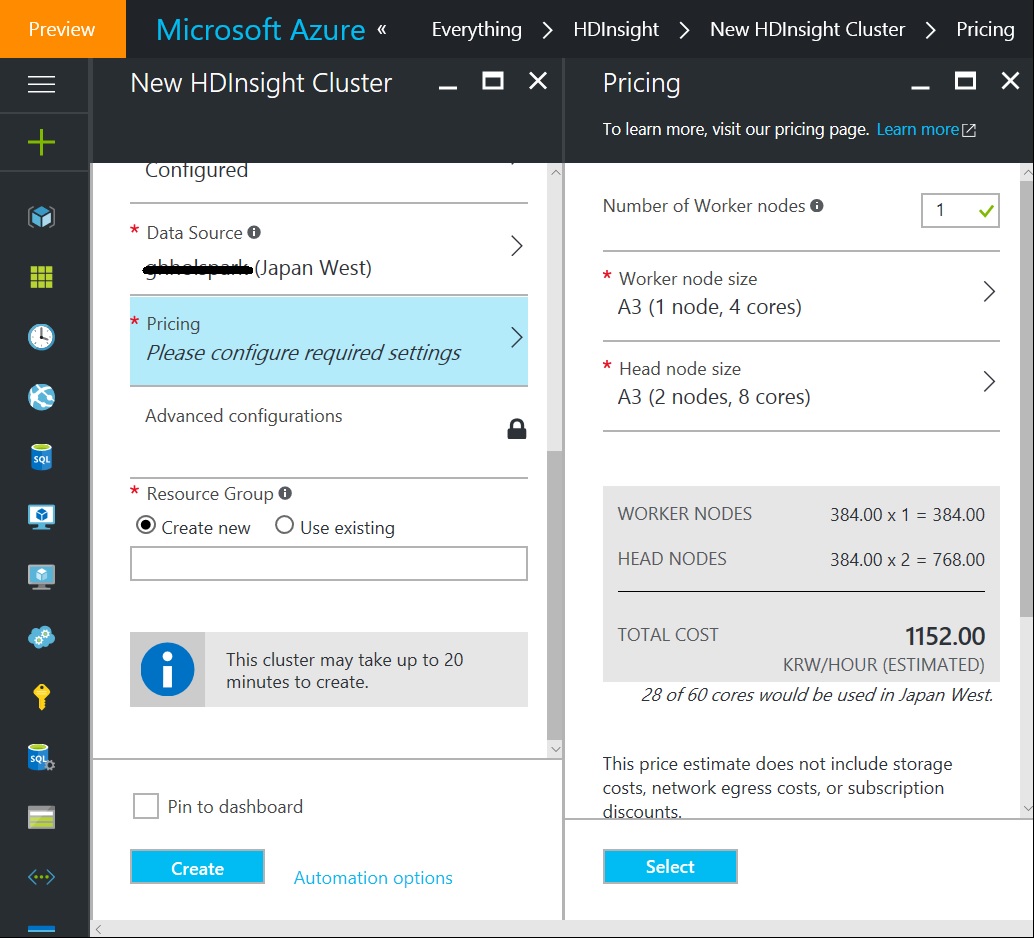 Preview
Microsoft Azure « Everything > HDInsight > New HDInsight Cluster > Pricing
New HDInsight Cluster
Configured
* Data Source
(Japan West)
* Pricing
Please configure required settings
Advanced configurations
* Resource Group
Create new
Use existing
This cluster may take up to 20
minutes to create.
Pin to dashboard
Create
Automation options
Pricing
To learn more, visit our pricing page. Learn more
Number of Worker nodes
1
* Worker node size
A3 (1 node, 4 cores)
* Head node size
A3 (2 nodes, 8 cores)
WORKER NODES 384.00 x 1 = 384.00
HEAD NODES 384.00 x 2 = 768.00
TOTAL COST 1152.00
KRW/HOUR (ESTIMATED)
28 of 60 cores would be used in Japan West.
This price estimate does not include storage
costs, network egress costs, or subscription
discounts.
Select
SQL
SQL